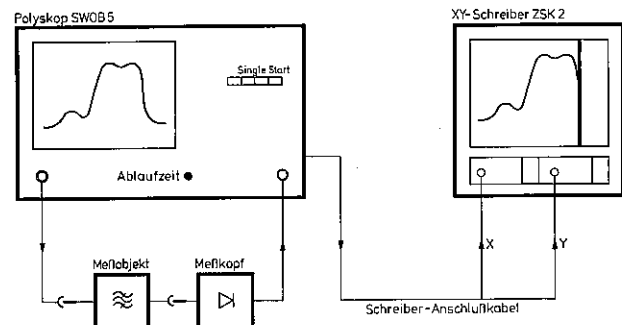 Polyskop SWOB 5
XY-Schreiber ZSK 2
Single Start
Ablaufzeit
Meßobjekt
Meßkopf
X
Y
Schreiber-Anschlußkabel